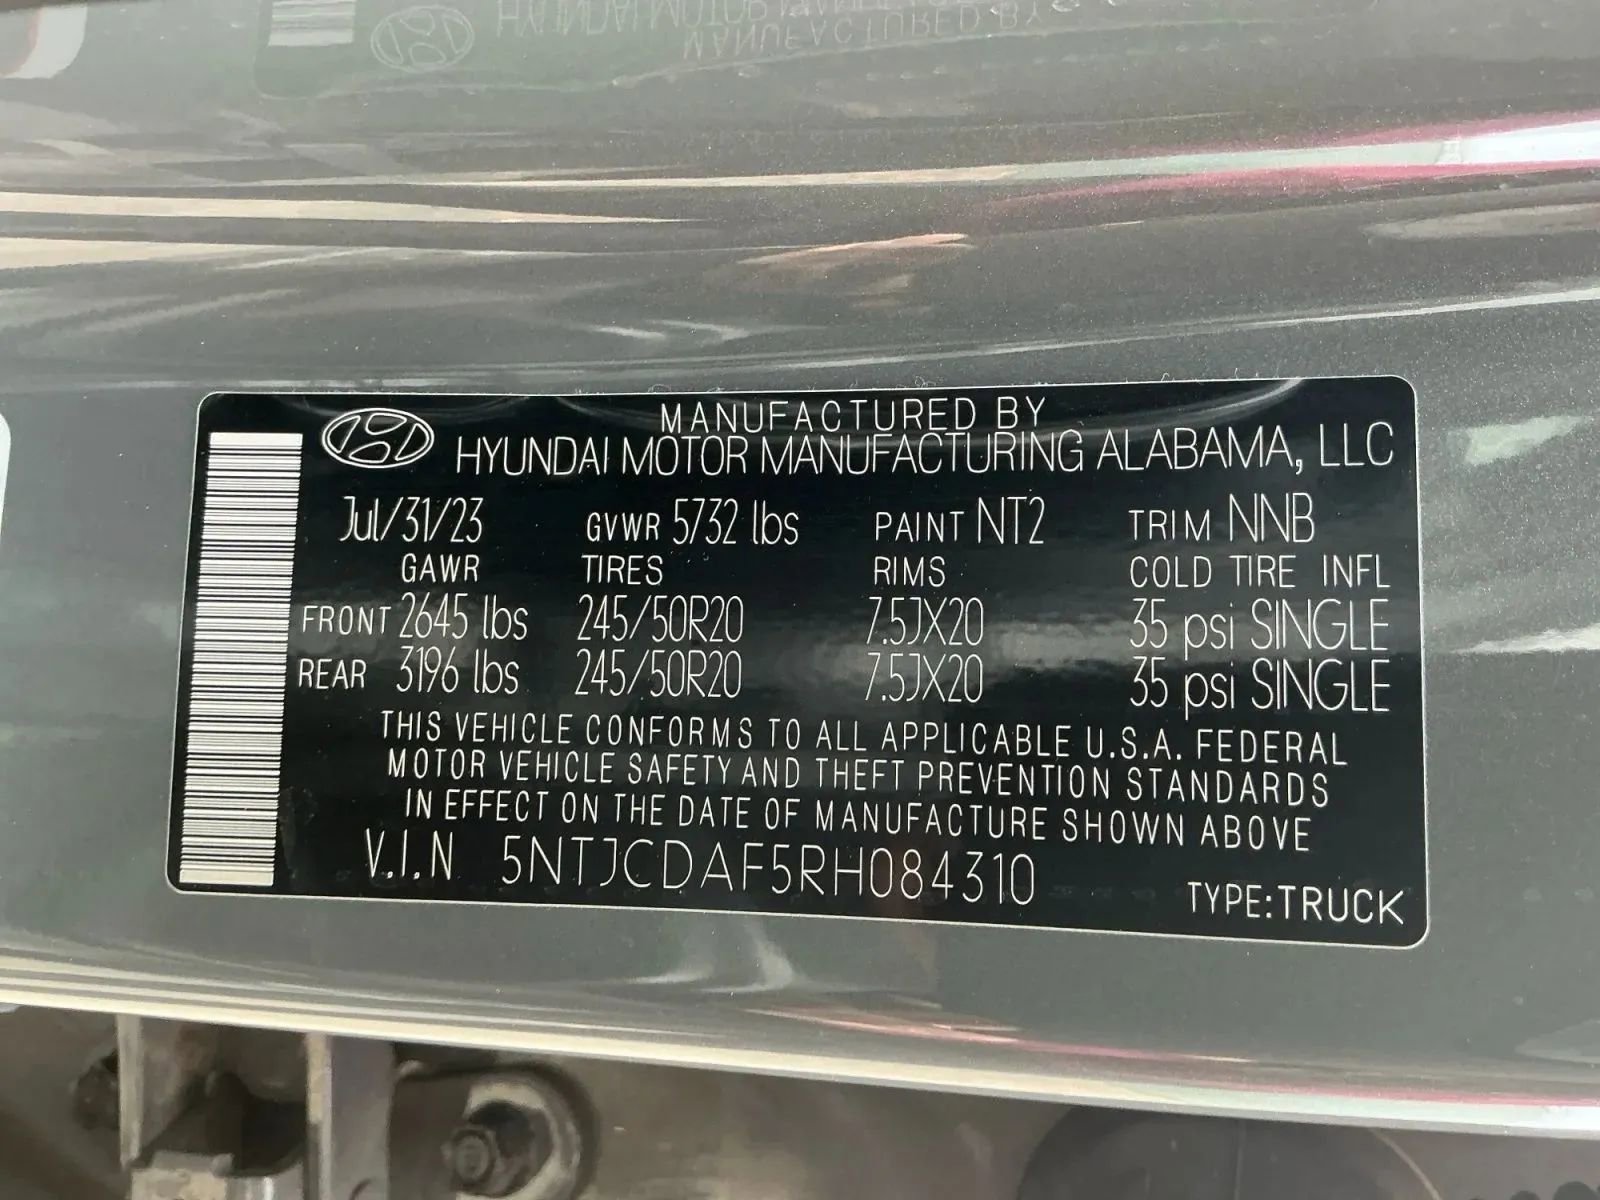 MANUFACTURED BY
HYUNDAI MOTOR MANUFACTURING ALABAMA, LLC
Jul/31/23 GVWR 5732 lbs PAINT NT2 TRIM NNB
GAWR TIRES RIMS COLD TIRE INFL
FRONT 2645 lbs 245/50R20 7.5JX20 35 psi SINGLE
REAR 3196 lbs 245/50R20 7.5JX20 35 psi SINGLE
THIS VEHICLE CONFORMS TO ALL APPLICABLE U.S.A. FEDERAL
MOTOR VEHICLE SAFETY AND THEFT PREVENTION STANDARDS
IN EFFECT ON THE DATE OF MANUFACTURE SHOWN ABOVE
V.I.N 5NTJCDAF5RH084310 TYPE:TRUCK